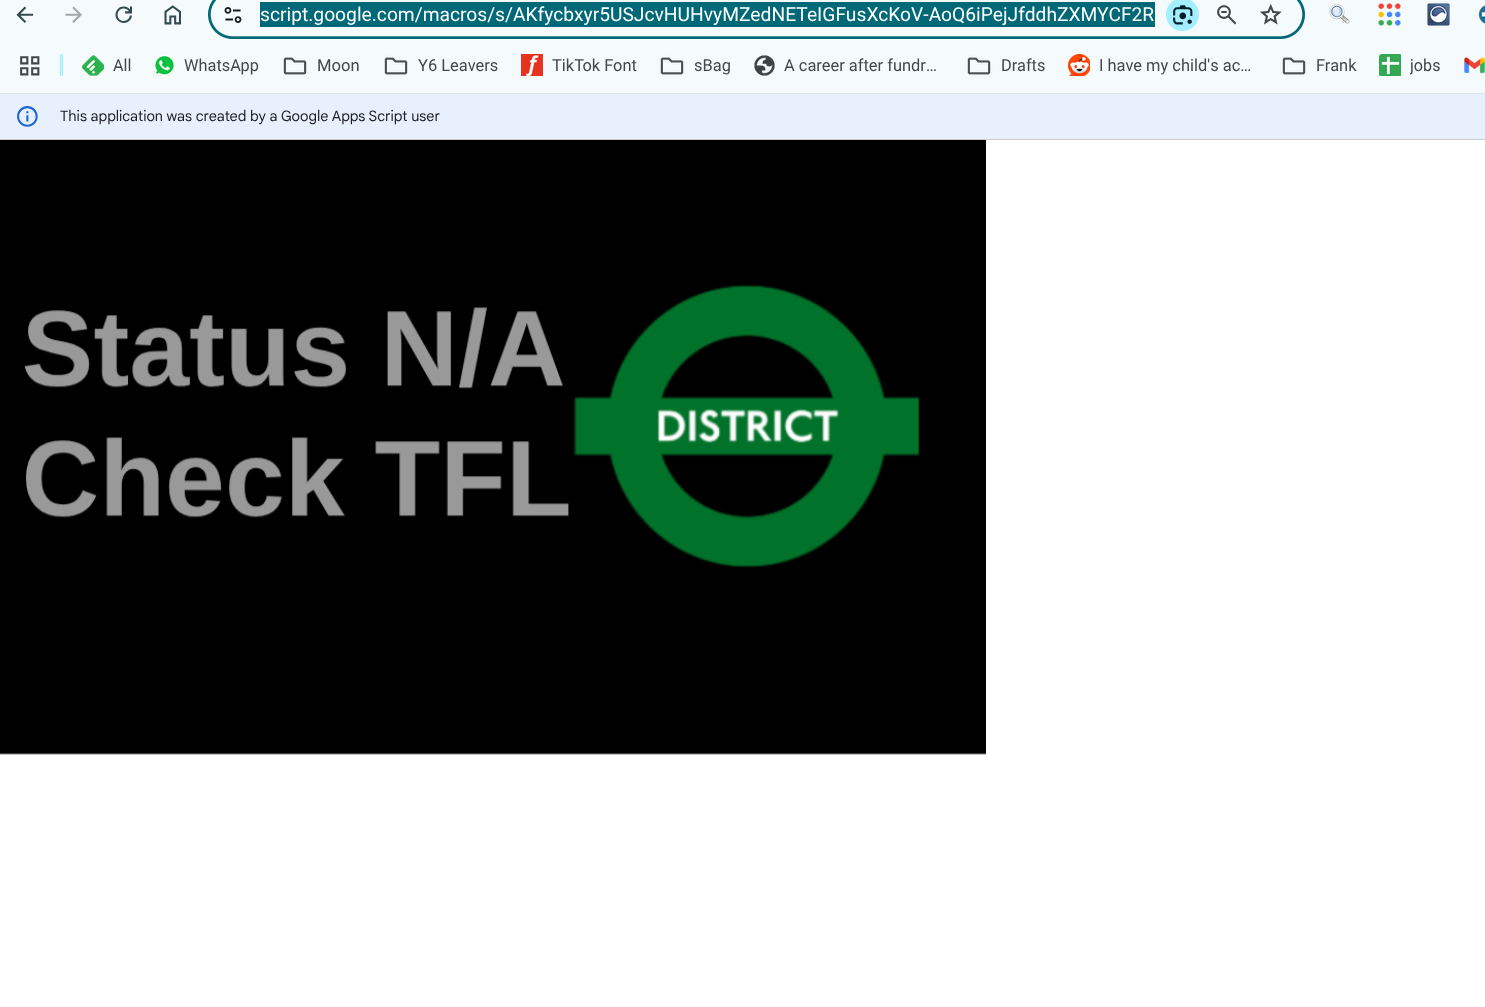 script.google.com/macros/s/AKfycbxyr5USJcvHUHvyMZedNETelGFusXcKoV-AoQ6iPejJfddhZXMYCF2R
All WhatsApp Moon Y6 Leavers TikTok Font sBag A career after fundr... Drafts I have my child's ac... Frank jobs
This application was created by a Google Apps Script user
Status N/A
Check TFL
DISTRICT